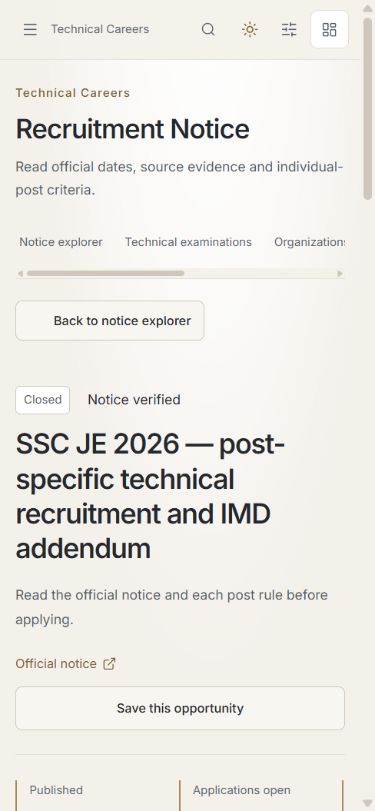 Technical Careers
Technical Careers
Recruitment Notice
Read official dates, source evidence and individual-
post criteria.
Notice explorer Technical examinations Organizations
Back to notice explorer
Closed Notice verified
SSC JE 2026 — post-
specific technical
recruitment and IMD
addendum
Read the official notice and each post rule before
applying.
Official notice
Save this opportunity
Published Applications open